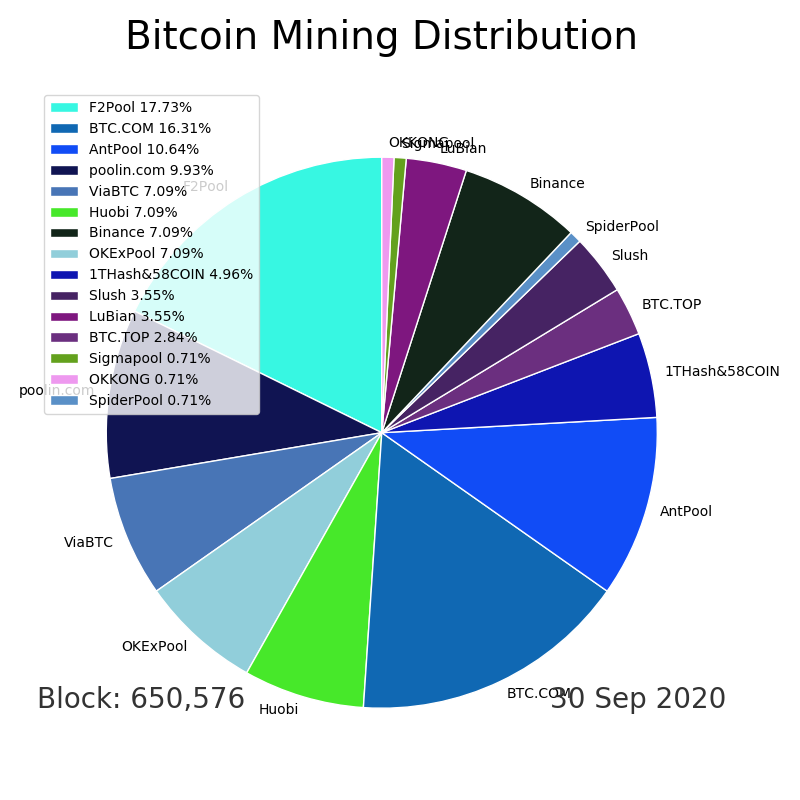 Bitcoin Mining Distribution
F2Pool 17.73%
BTC.COM 16.31%
AntPool 10.64%
poolin.com 9.93%
ViaBTC 7.09%
Huobi 7.09%
Binance 7.09%
OKExPool 7.09%
1THash&58COIN 4.96%
Slush 3.55%
LuBian 3.55%
BTC.TOP 2.84%
Sigmapool 0.71%
OKKONG 0.71%
SpiderPool 0.71%
OKKONG
Sigmapool
LuBian
F2Pool
Binance
SpiderPool
Slush
BTC.TOP
1THash&58COIN
poolin.com
AntPool
ViaBTC
OKExPool
BTC.COM
Huobi
Block: 650,576
30 Sep 2020